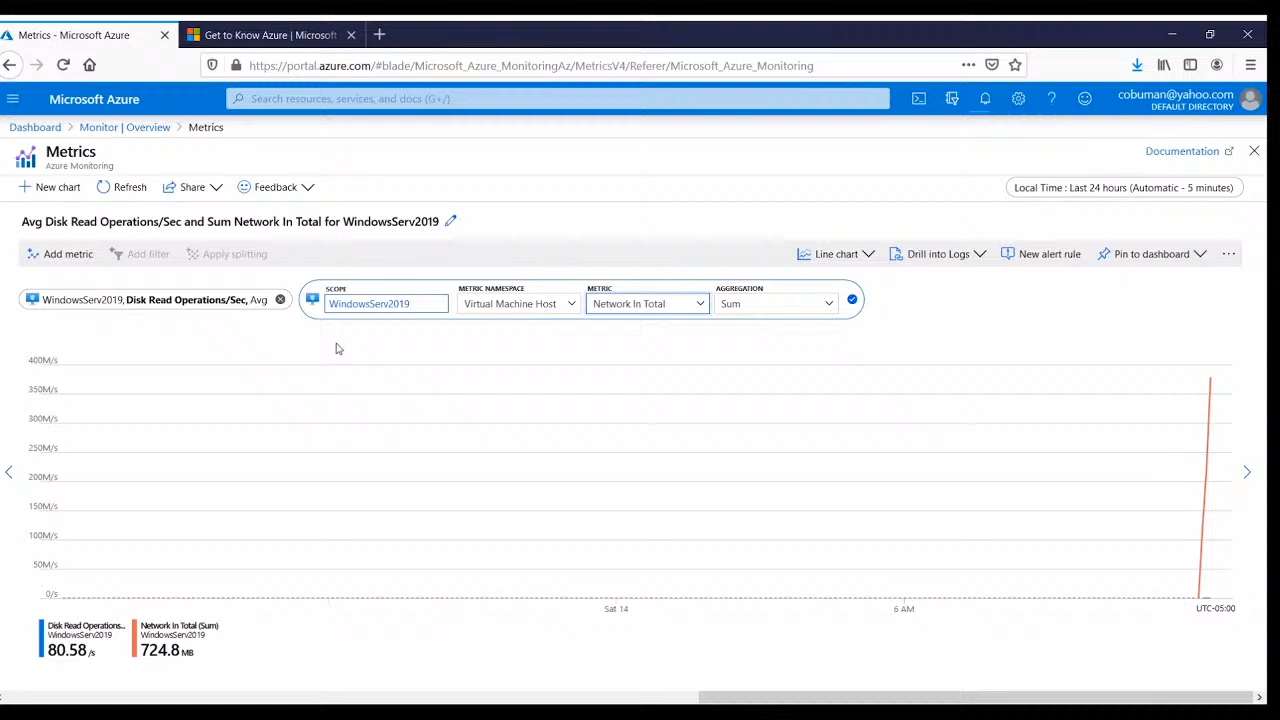 Metrics - Microsoft Azure
Get to Know Azure | Microsoft
https://portal.azure.com/#blade/Microsoft_Azure_MonitoringAz/MetricsV4/Referer/Microsoft_Azure_Monitoring
Microsoft Azure
Search resources, services, and docs (G+/)
cobuman@yahoo.com
DEFAULT DIRECTORY
Dashboard > Monitor | Overview > Metrics
Metrics
Azure Monitoring
Documentation
New chart
Refresh
Share
Feedback
Local Time : Last 24 hours (Automatic - 5 minutes)
Avg Disk Read Operations/Sec and Sum Network In Total for WindowsServ2019
Add metric
Add filter
Apply splitting
Line chart
Drill into Logs
New alert rule
Pin to dashboard
WindowsServ2019, Disk Read Operations/Sec, Avg
SCOPE
WindowsServ2019
METRIC NAMESPACE
Virtual Machine Host
METRIC
Network In Total
AGGREGATION
Sum
400M/s
350M/s
300M/s
250M/s
200M/s
150M/s
100M/s
50M/s
0/s
Sat 14
6 AM
UTC-05:00
Disk Read Operations...
WindowsServ2019
80.58 /s
Network In Total (Sum)
WindowsServ2019
724.8 MB